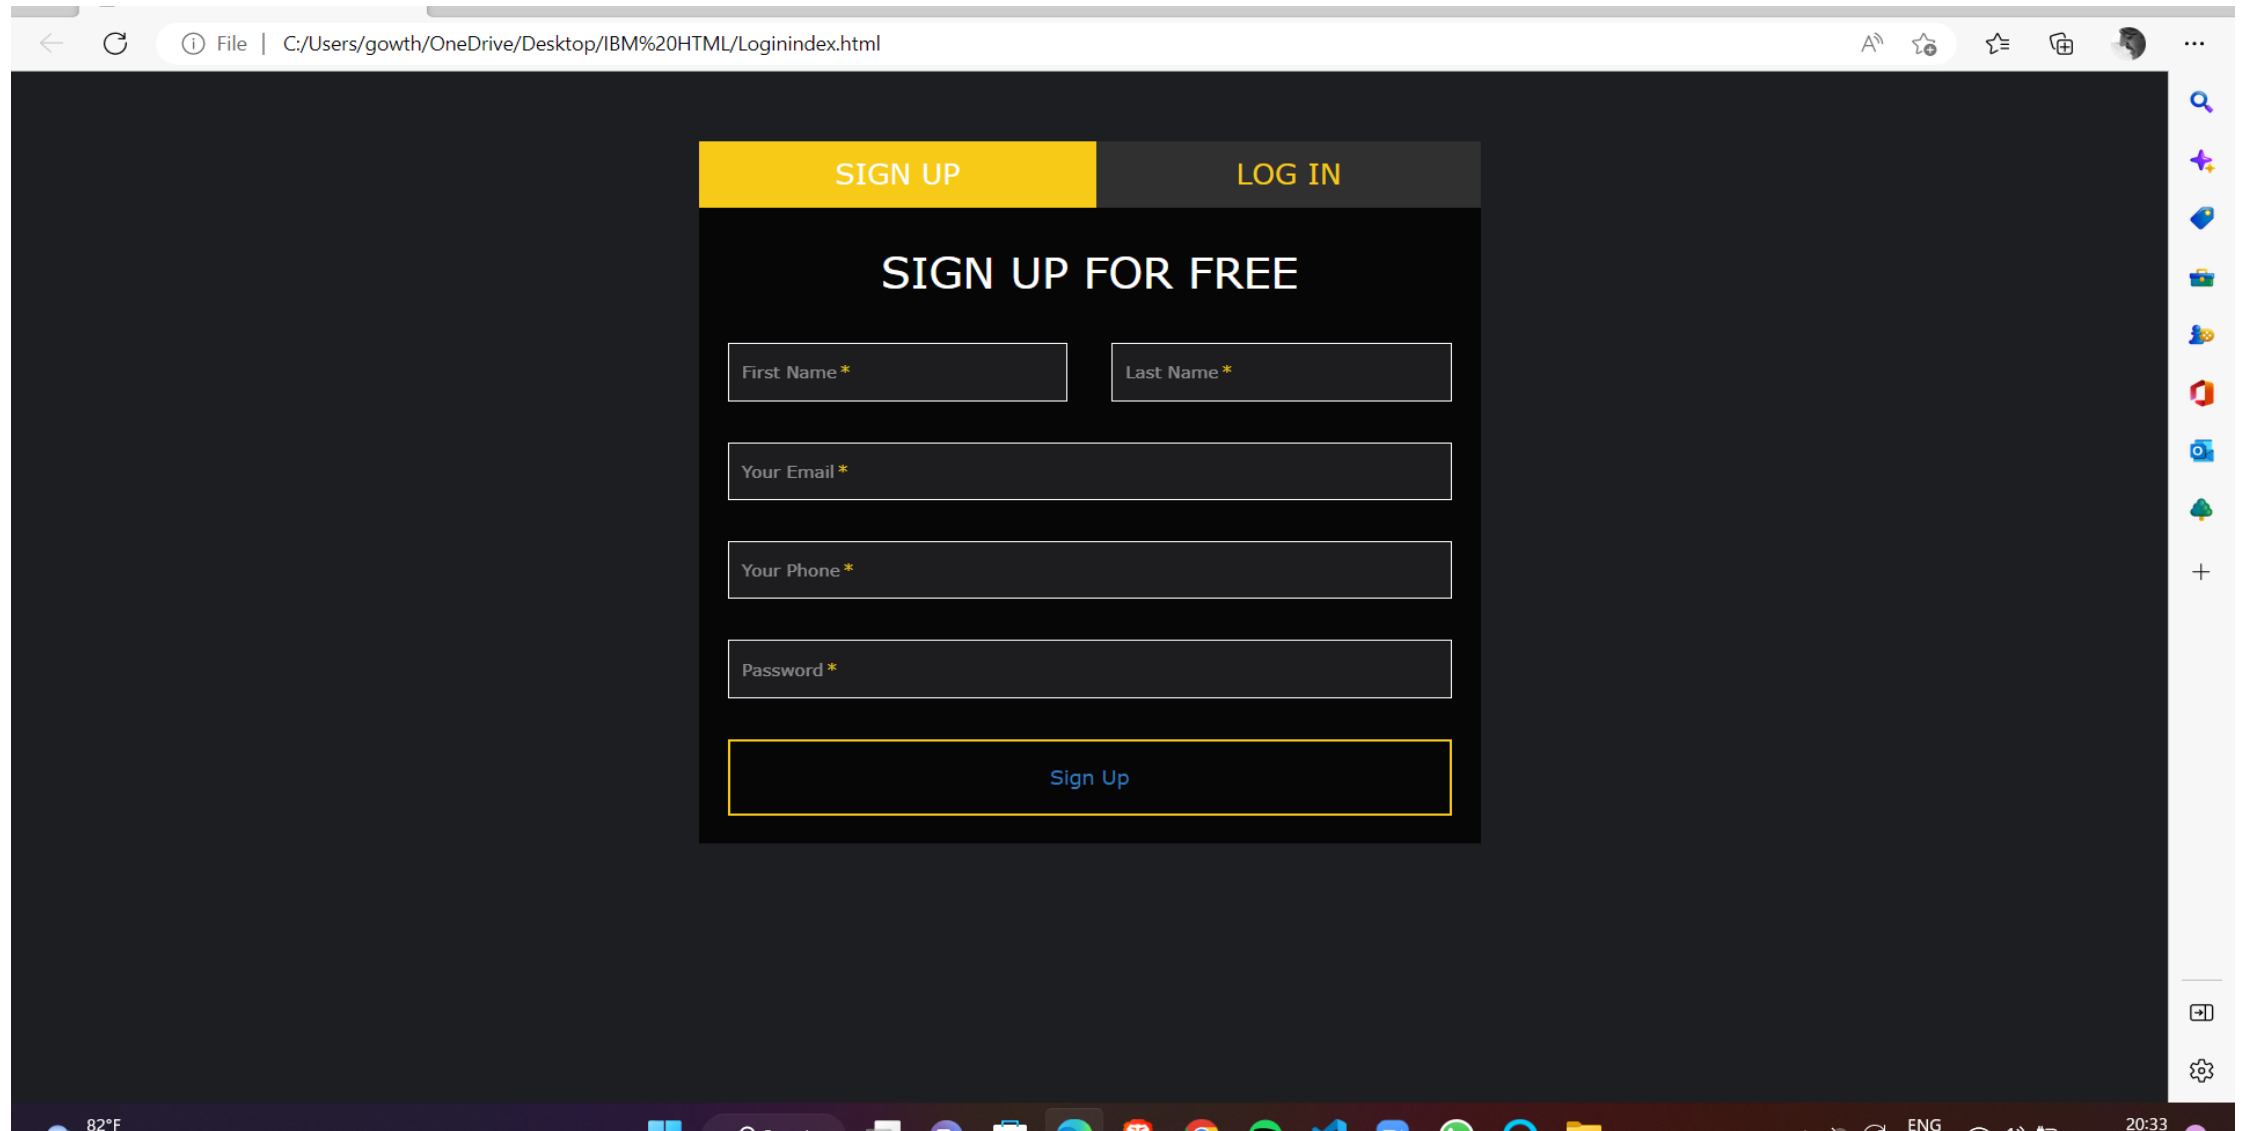 File | C:/Users/gowth/OneDrive/Desktop/IBM%20HTML/Loginindex.html
SIGN UP LOG IN
SIGN UP FOR FREE
First Name* Last Name*
Your Email*
Your Phone*
Password*
Sign Up
82°F ENG 20:33